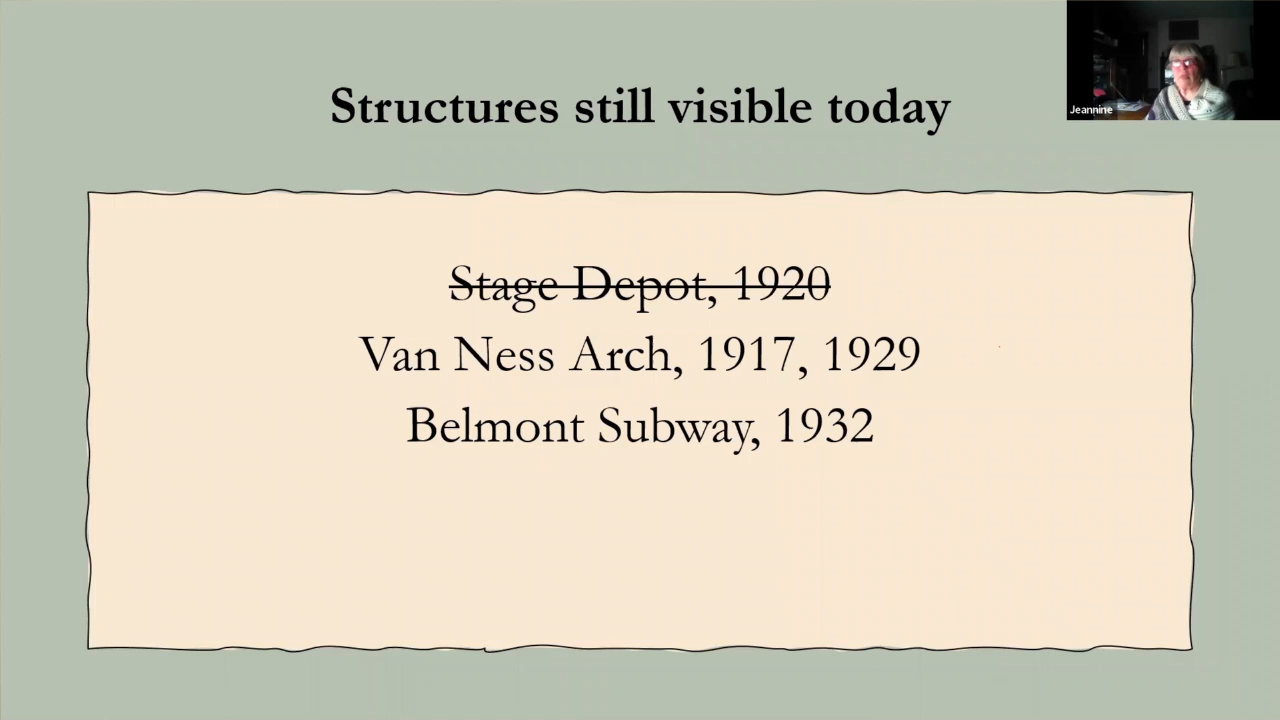 Structures still visible today
Jeannine
Stage Depot, 1920
Van Ness Arch, 1917, 1929
Belmont Subway, 1932